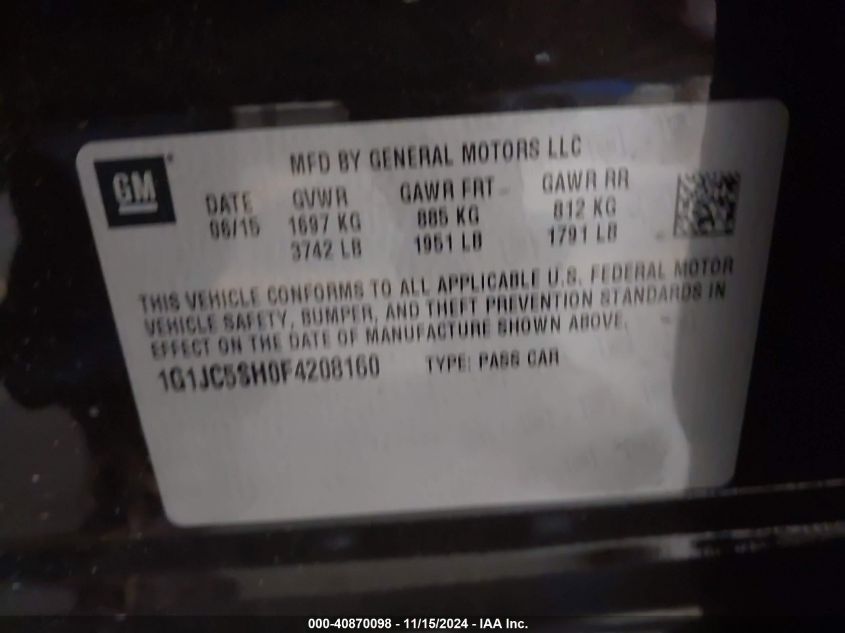 MFD BY GENERAL MOTORS LLC
GM
DATE GVWR GAWR FRT GAWR RR
06/15 1697 KG 885 KG 812 KG
3742 LB 1951 LB 1791 LB
THIS VEHICLE CONFORMS TO ALL APPLICABLE U.S. FEDERAL MOTOR
VEHICLE SAFETY, BUMPER, AND THEFT PREVENTION STANDARDS IN
EFFECT ON THE DATE OF MANUFACTURE SHOWN ABOVE.
1G1JC5SH0F4208160 TYPE: PASS CAR
000-40870098 - 11/15/2024 - IAA Inc.